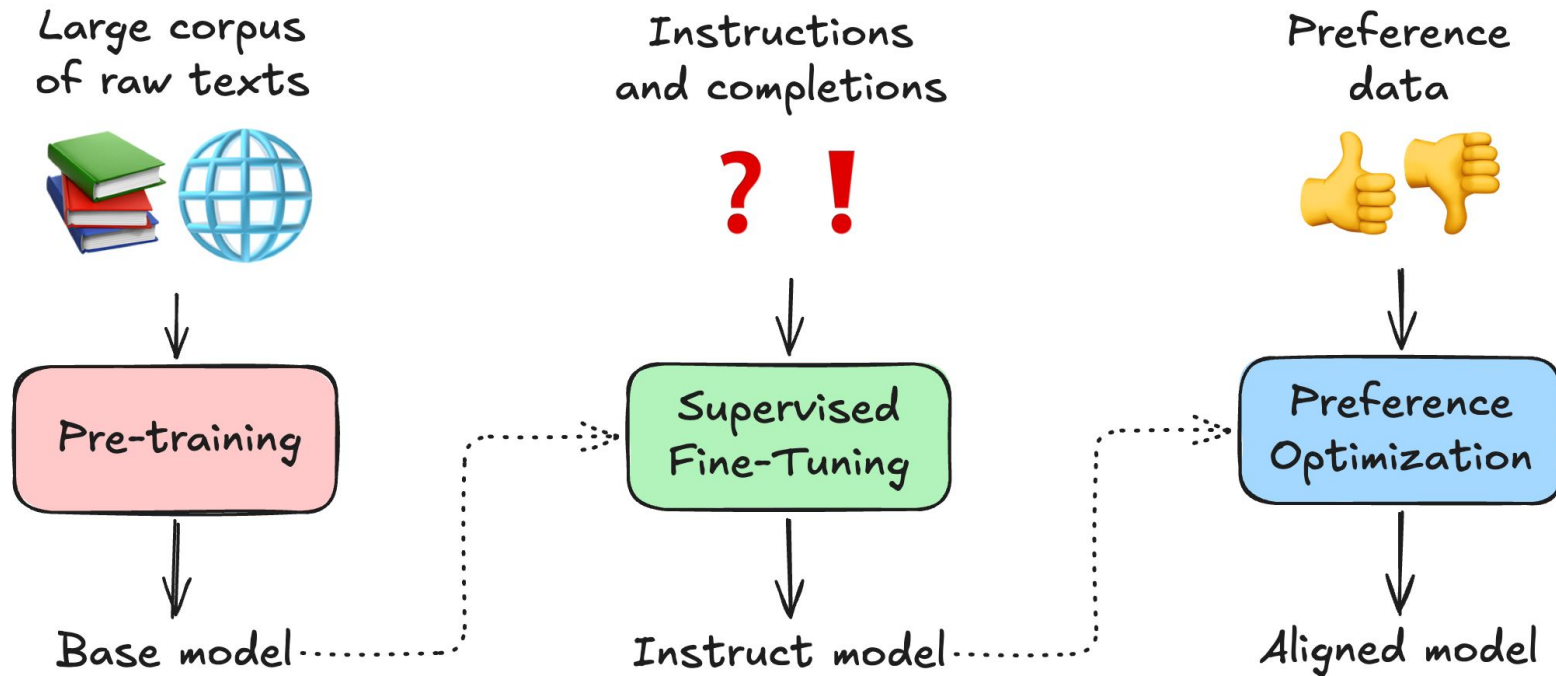 Large corpus
of raw texts
Instructions
and completions
Preference
data
? !
Pre-training
Supervised
Fine-Tuning
Preference
Optimization
Base model
Instruct model
Aligned model